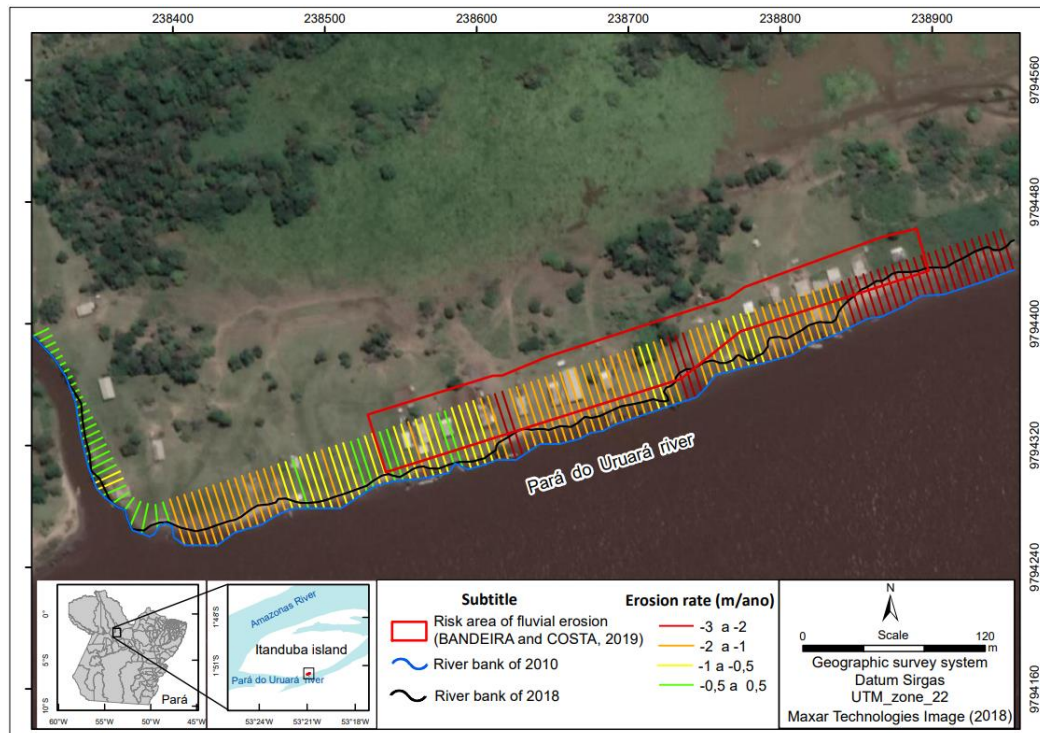 238400 238500 238600 238700 238800 238900
9794560
9794480
9794400
9794320
9794240
9794160
Pará do Uruará river
0°
5°S
10°S
60°W 55°W 50°W 45°W
Pará
Amazonas River
Itanduba island
Pará do Uruará river
1°48'S
1°51'S
53°24'W 53°21'W 53°18'W
Subtitle
Risk area of fluvial erosion
(BANDEIRA and COSTA, 2019)
River bank of 2010
River bank of 2018
Erosion rate (m/ano)
-3 a -2
-2 a -1
-1 a -0,5
-0,5 a 0,5
N
0 Scale 120
m
Geographic survey system
Datum Sirgas
UTM_zone_22
Maxar Technologies Image (2018)